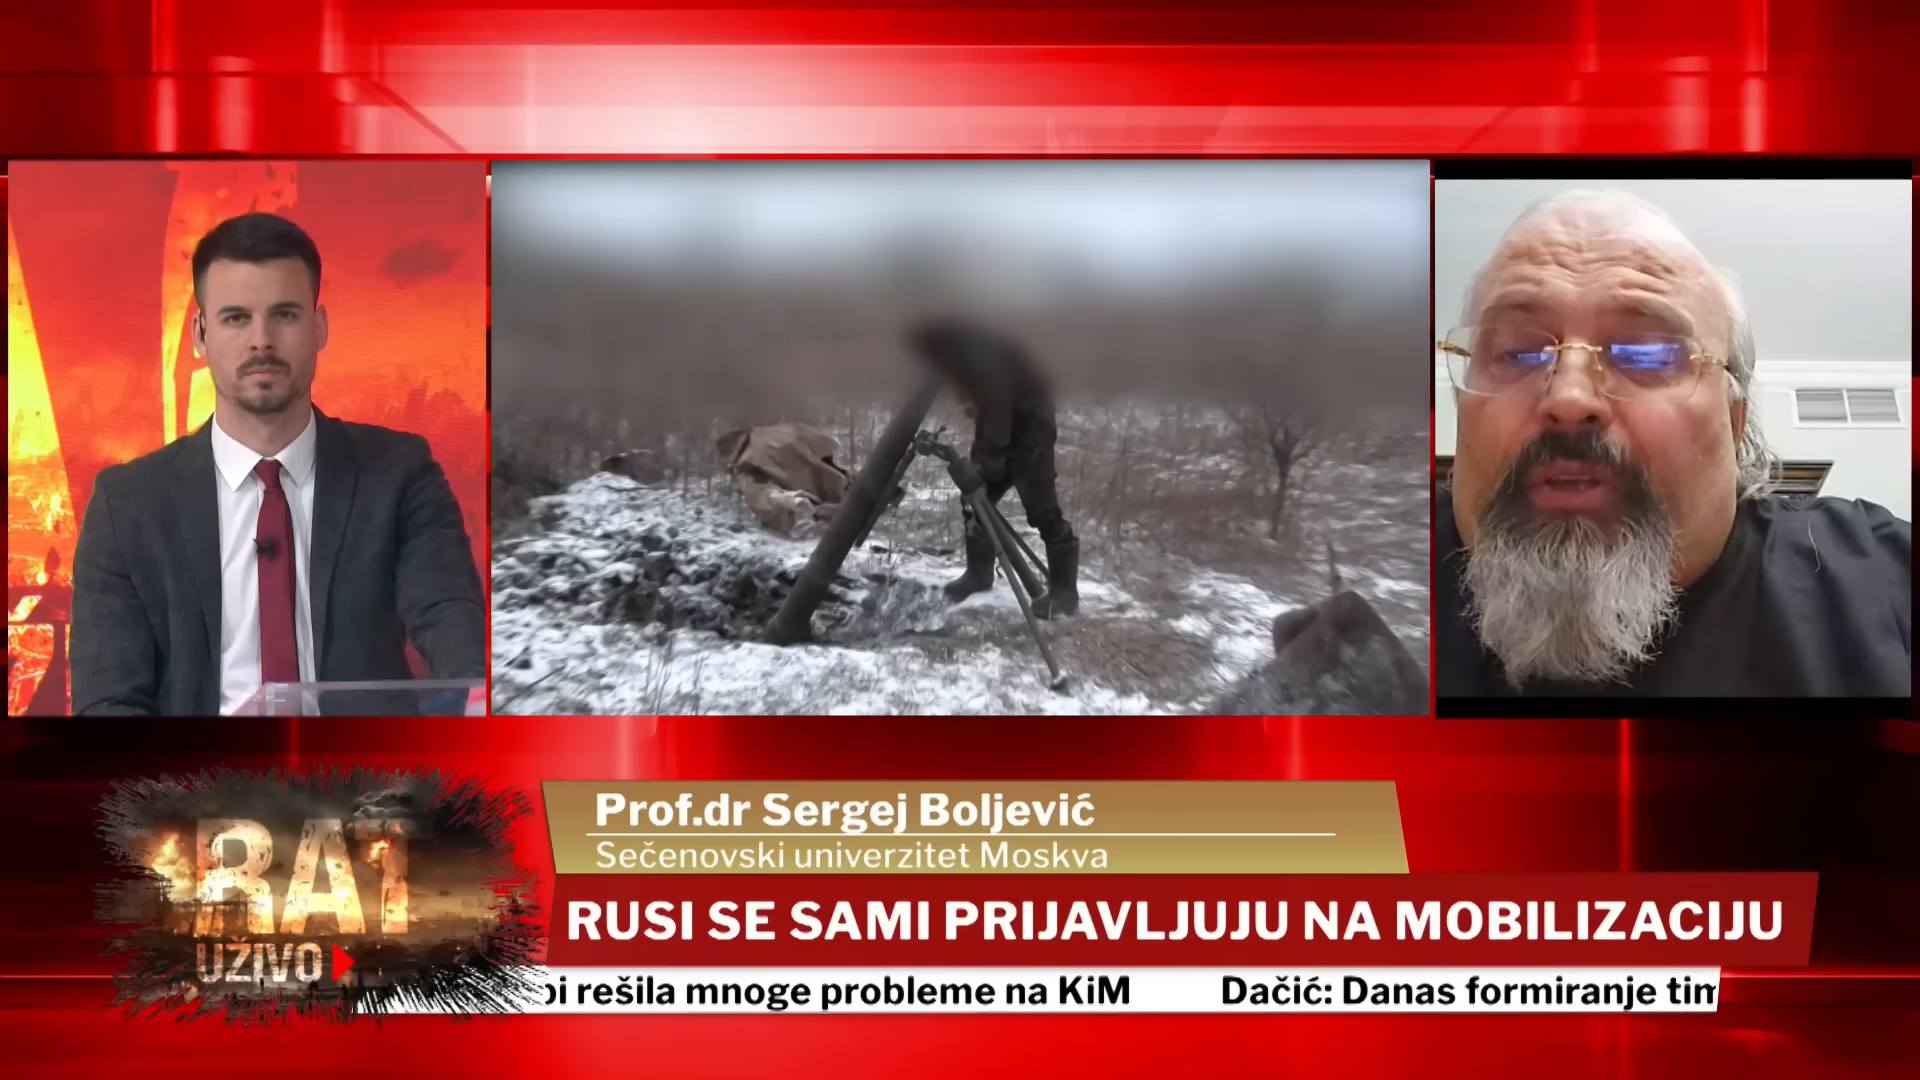 Prof.dr Sergej Boljević
Sečenovski univerzitet Moskva
RAT
UŽIVO
RUSI SE SAMI PRIJAVLJUJU NA MOBILIZACIJU
rešila mnoge probleme na KiM Dačić: Danas formiranje